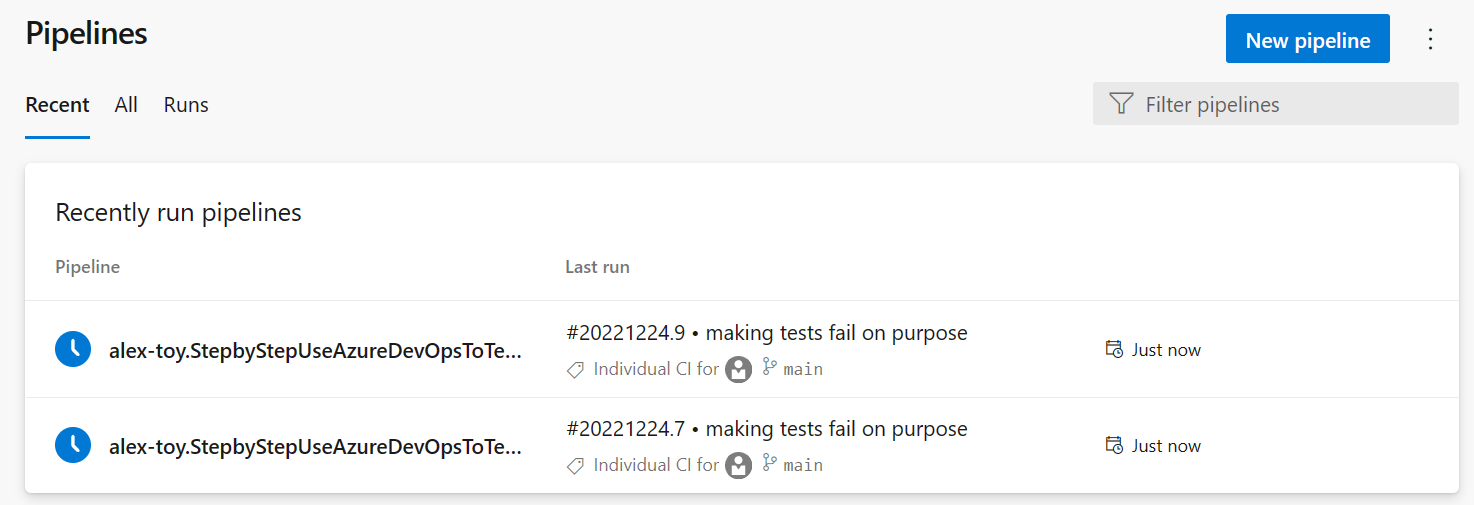 Pipelines
New pipeline
Recent All Runs
Filter pipelines
Recently run pipelines
Pipeline Last run
alex-toy.StepbyStepUseAzureDevOpsToTe...
#20221224.9 • making tests fail on purpose
Individual CI for main
Just now
alex-toy.StepbyStepUseAzureDevOpsToTe...
#20221224.7 • making tests fail on purpose
Individual CI for main
Just now